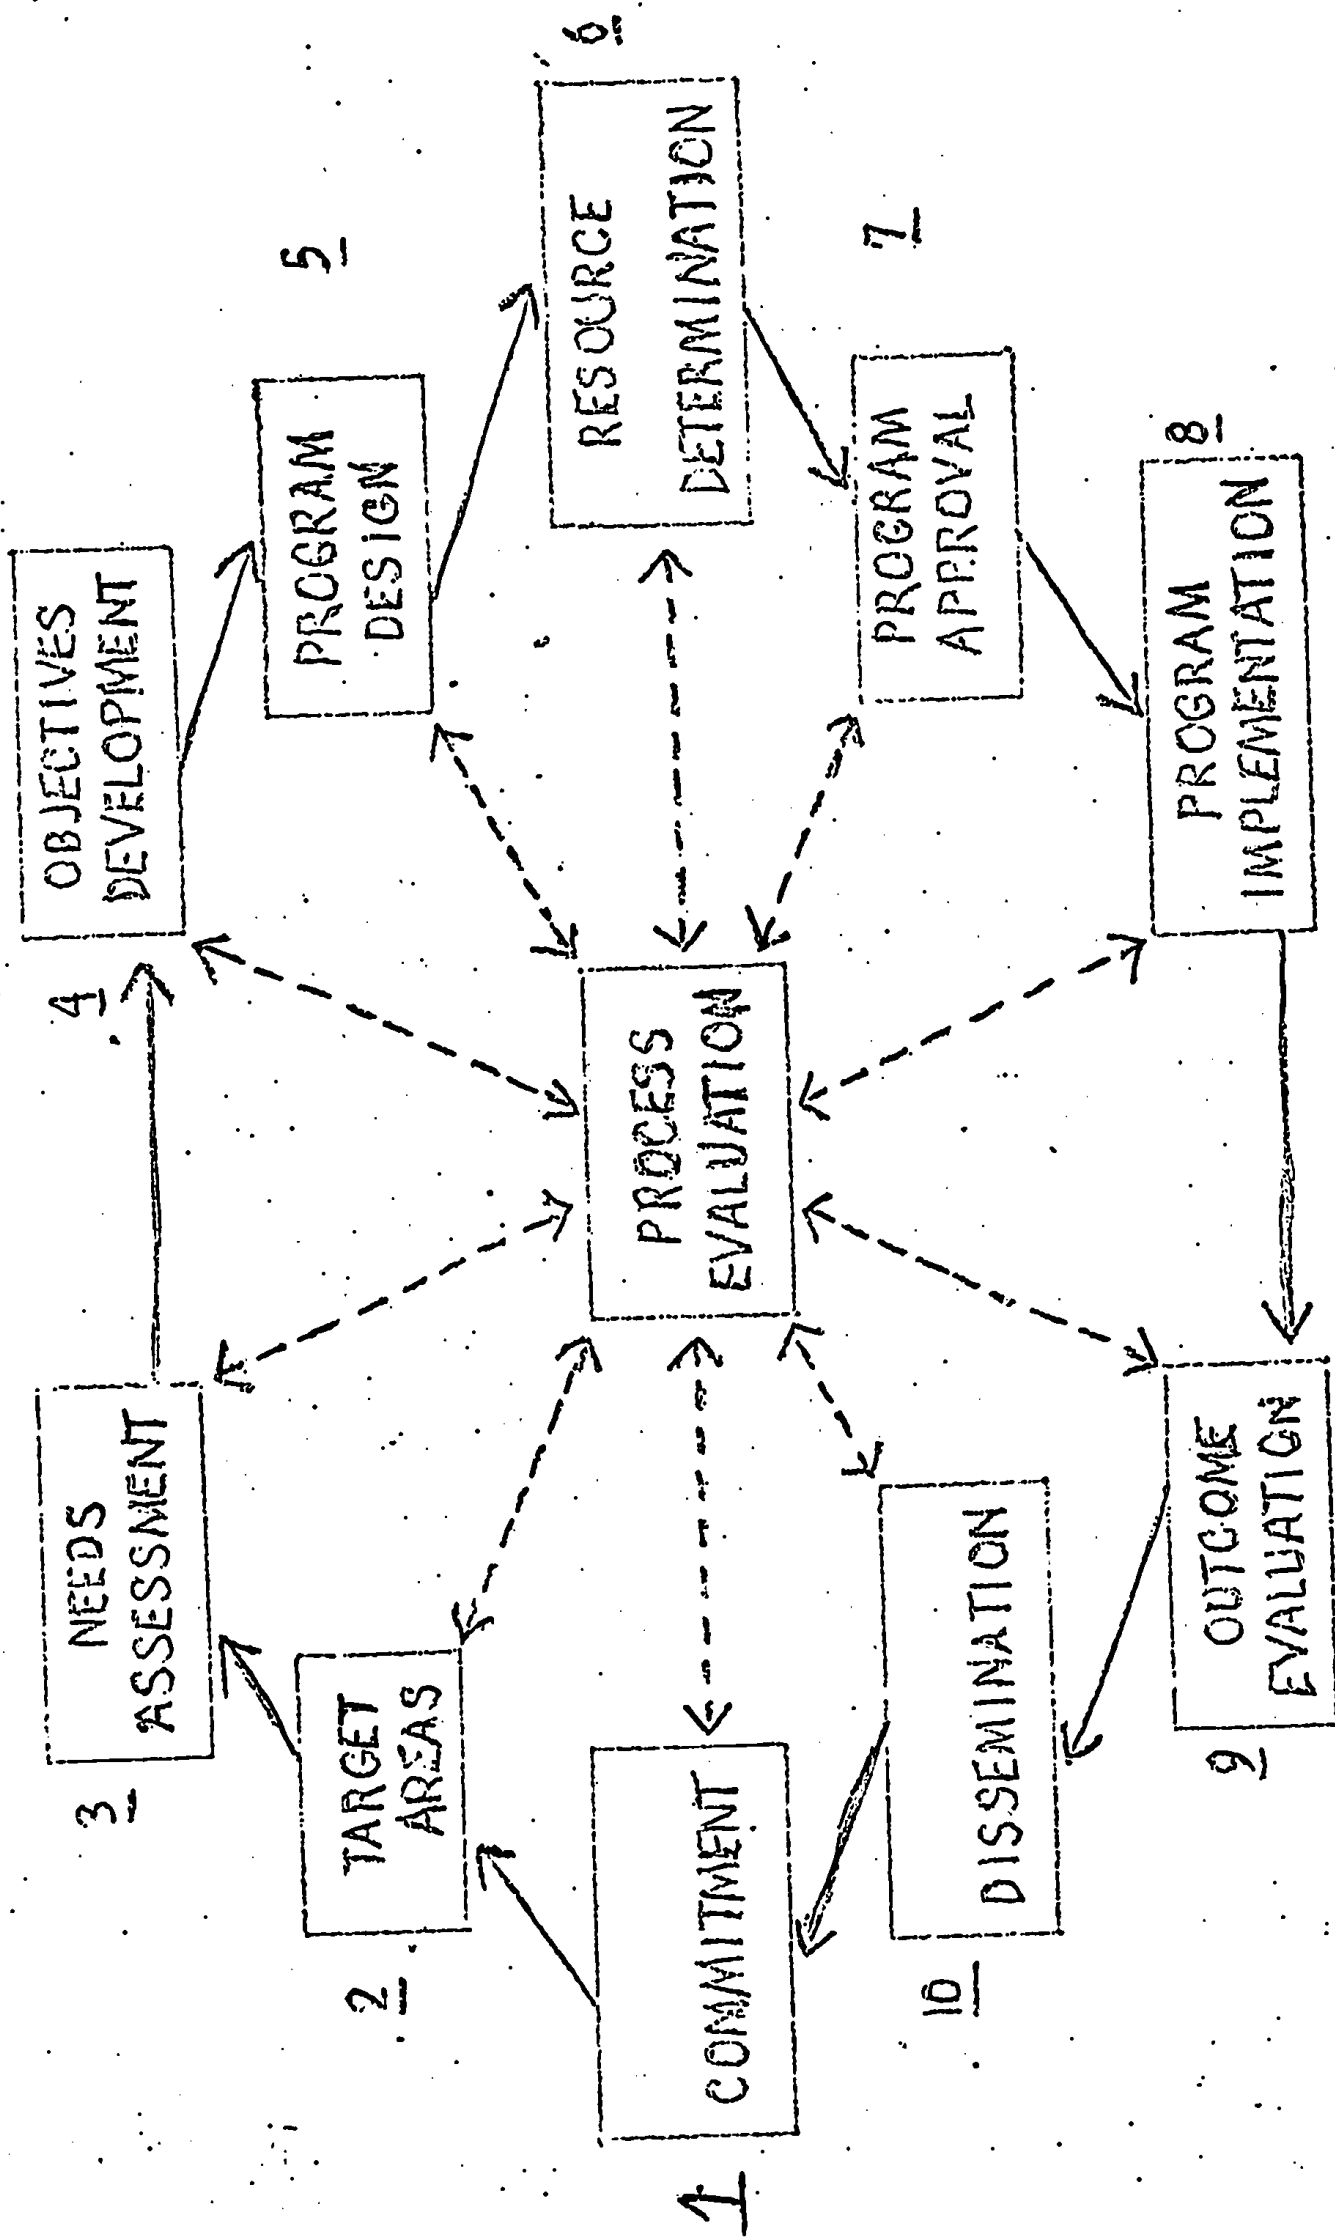 1
COMMITMENT
2
TARGET
AREAS
3
NEEDS
ASSESSMENT
4
OBJECTIVES
DEVELOPMENT
5
PROGRAM
DESIGN
6
RESOURCE
DETERMINATION
7
PROGRAM
APPROVAL
8
PROGRAM
IMPLEMENTATION
9
OUTCOME
EVALUATION
10
DISSEMINATION
PROCESS
EVALUATION